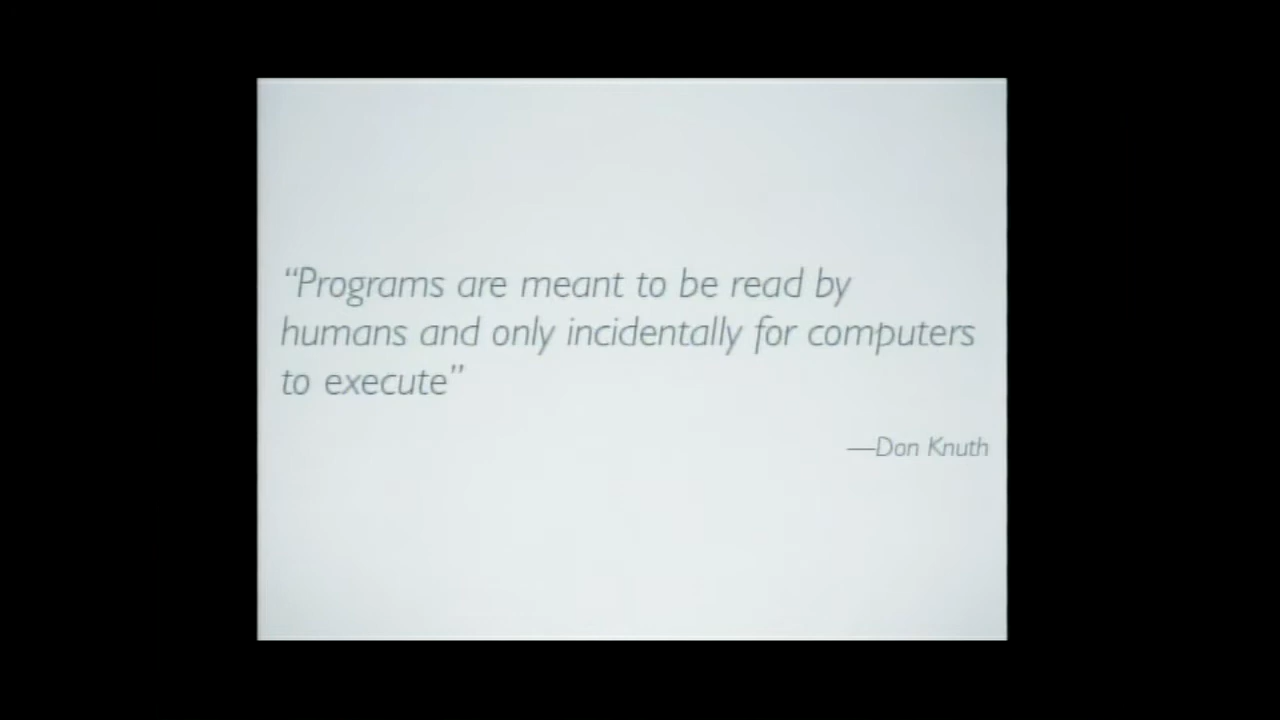 “Programs are meant to be read by
humans and only incidentally for computers
to execute”
—Don Knuth